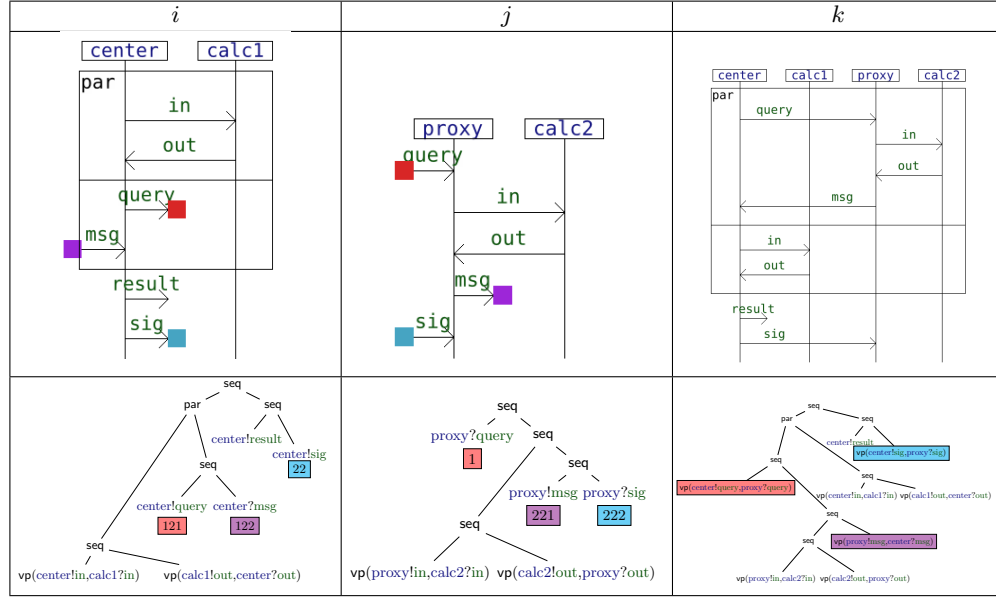 i
j
k
center calc1
par
in
out
query
msg
result
sig
proxy calc2
query
in
out
msg
sig
center calc1 proxy calc2
par
query
in
out
msg
in
out
result
sig
seq
par seq
center!result
center!sig
22
seq
center!query center?msg
121 122
seq
vp(center!in,calc1?in) vp(calc1!out,center?out)
seq
proxy?query seq
1
seq
proxy!msg proxy?sig
221 222
seq
vp(proxy!in,calc2?in) vp(calc2!out,proxy?out)
seq
par seq
center!result
vp(center!sig,proxy?sig)
seq
seq
vp(center!query,proxy?query)
vp(center!in,calc1?in) vp(calc1!out,center?out)
seq
seq
vp(proxy!msg,center?msg)
vp(proxy!in,calc2?in) vp(calc2!out,proxy?out)